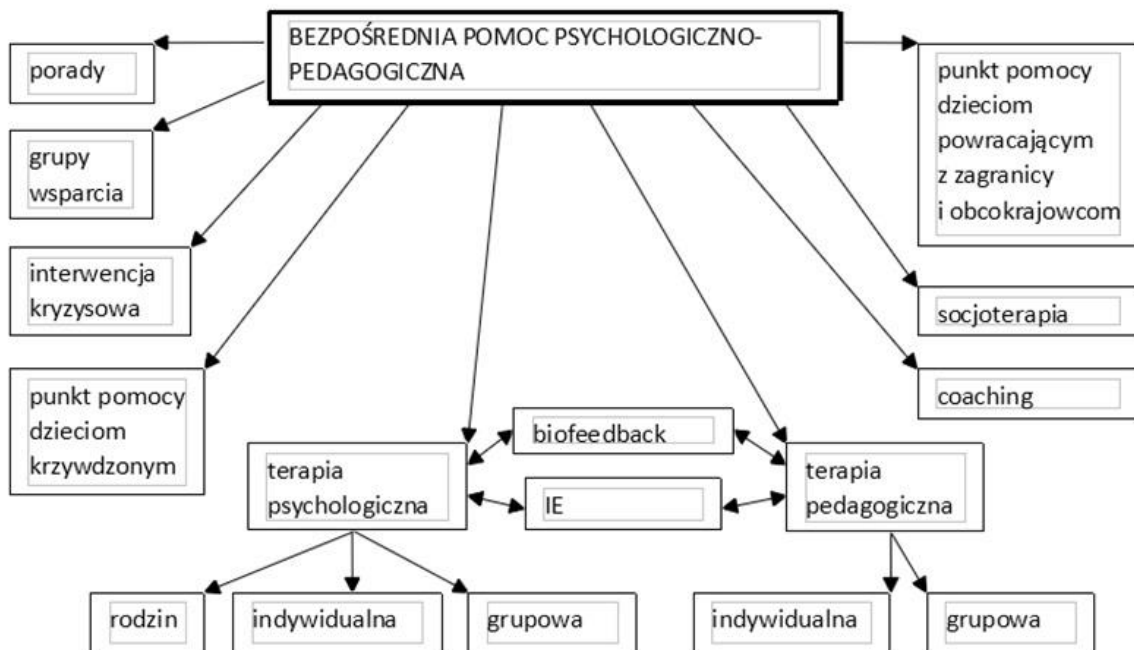 BEZPOŚREDNIA POMOC PSYCHOLOGICZNO-
PEDAGOGICZNA
porady
grupy
wsparcia
interwencja
kryzysowa
punkt pomocy
dzieciom
krzywdzonym
punkt pomocy
dzieciom
powracającym
z zagranicy
i obcokrajowcom
socjoterapia
coaching
biofeedback
IE
terapia
psychologiczna
terapia
pedagogiczna
rodzin
indywidualna
grupowa
indywidualna
grupowa